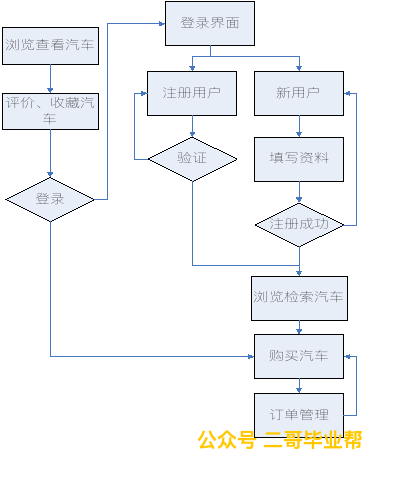 登录界面
浏览查看汽车
注册用户
新用户
评价、收藏汽
车
验证
填写资料
登录
注册成功
浏览检索汽车
购买汽车
订单管理
公众号 二哥毕业帮